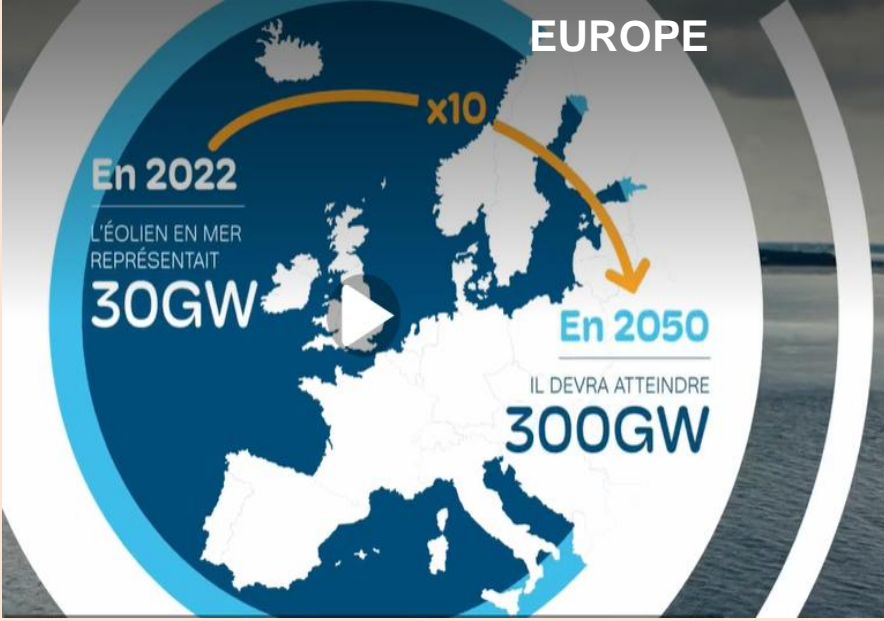 EUROPE
x10
En 2022
L'ÉOLIEN EN MER
REPRÉSENTAIT
30GW
En 2050
IL DEVRA ATTEINDRE
300GW